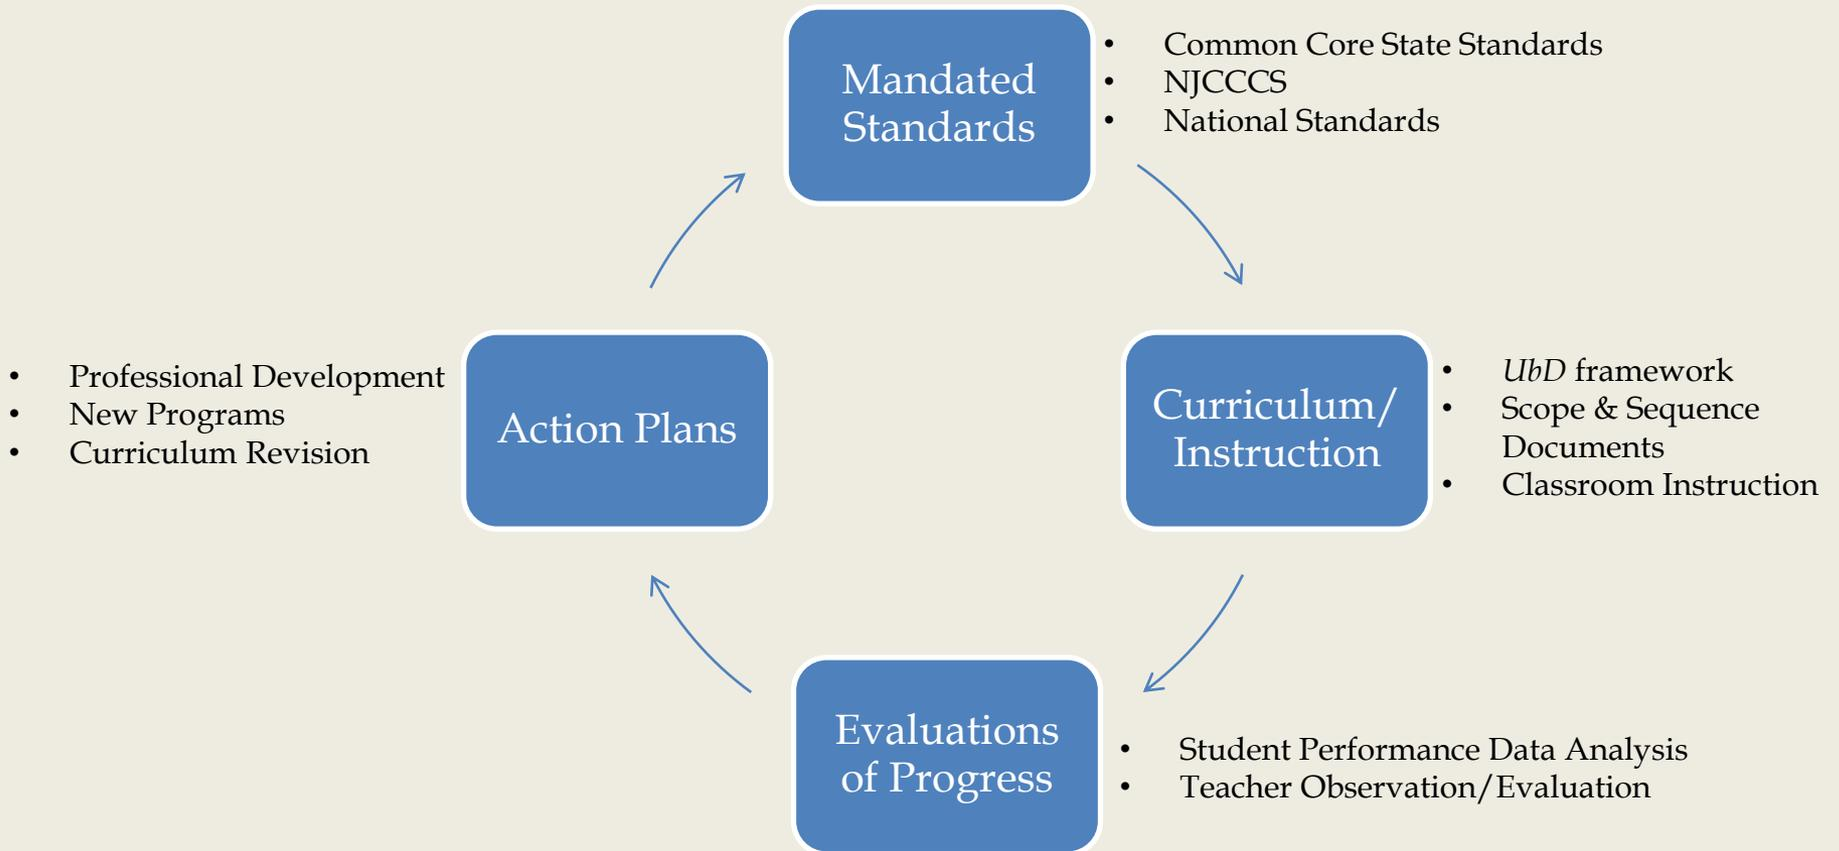 Mandated
Standards
• Common Core State Standards
• NJCCCS
• National Standards
Curriculum/
Instruction
• UbD framework
• Scope & Sequence
Documents
• Classroom Instruction
Evaluations
of Progress
• Student Performance Data Analysis
• Teacher Observation/Evaluation
Action Plans
• Professional Development
• New Programs
• Curriculum Revision